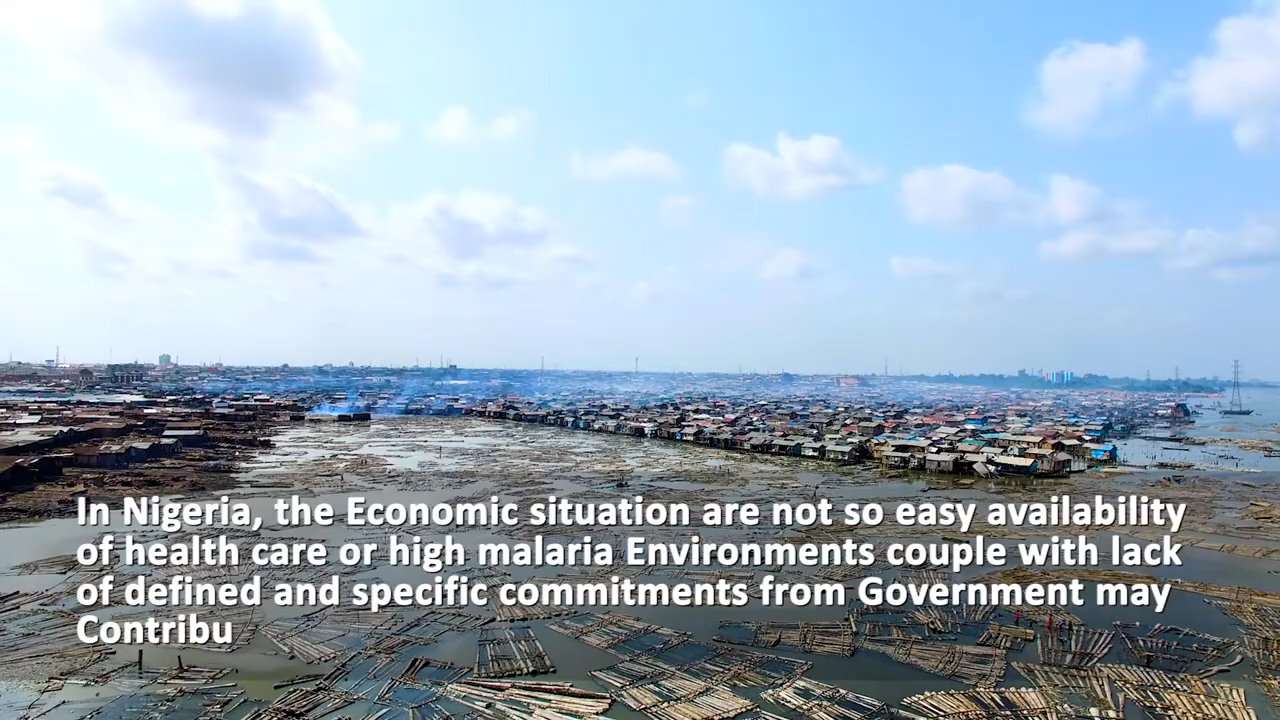 In Nigeria, the Economic situation are not so easy availability
of health care or high malaria Environments couple with lack
of defined and specific commitments from Government may
Contribu